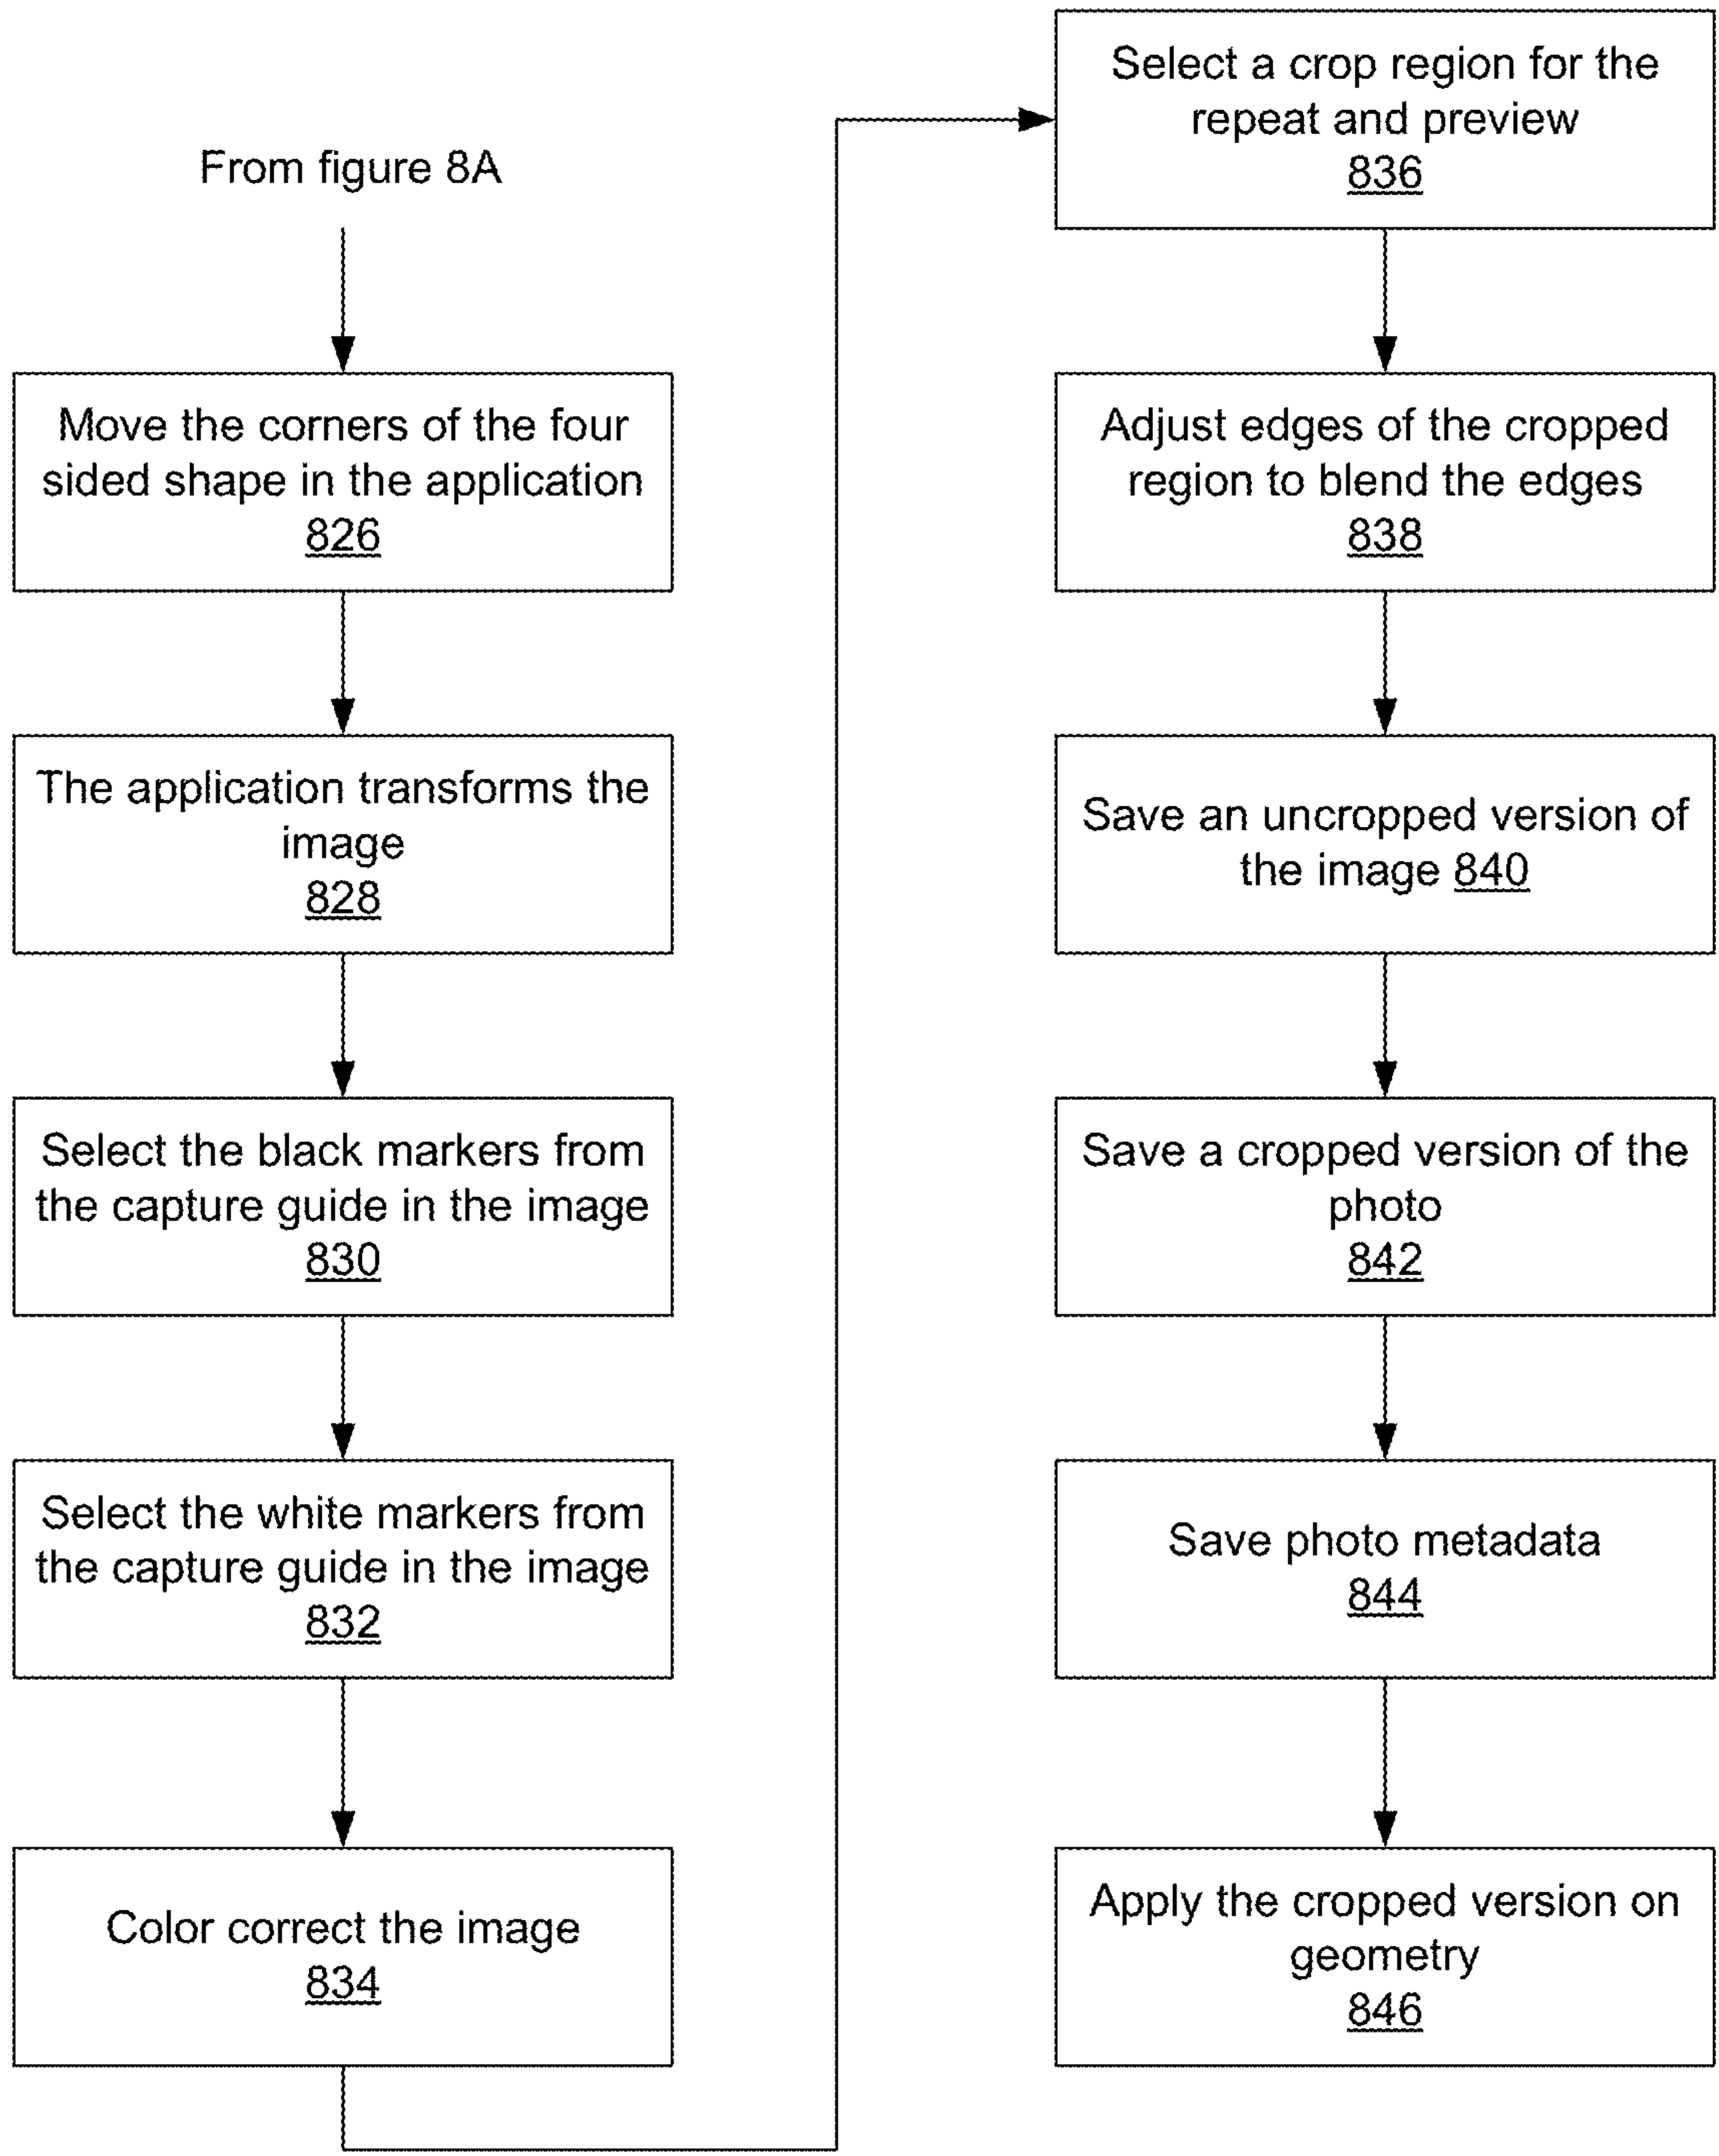 From figure 8A
Move the corners of the four
sided shape in the application
826
The application transforms the
image
828
Select the black markers from
the capture guide in the image
830
Select the white markers from
the capture guide in the image
832
Color correct the image
834
Select a crop region for the
repeat and preview
836
Adjust edges of the cropped
region to blend the edges
838
Save an uncropped version of
the image 840
Save a cropped version of the
photo
842
Save photo metadata
844
Apply the cropped version on
geometry
846